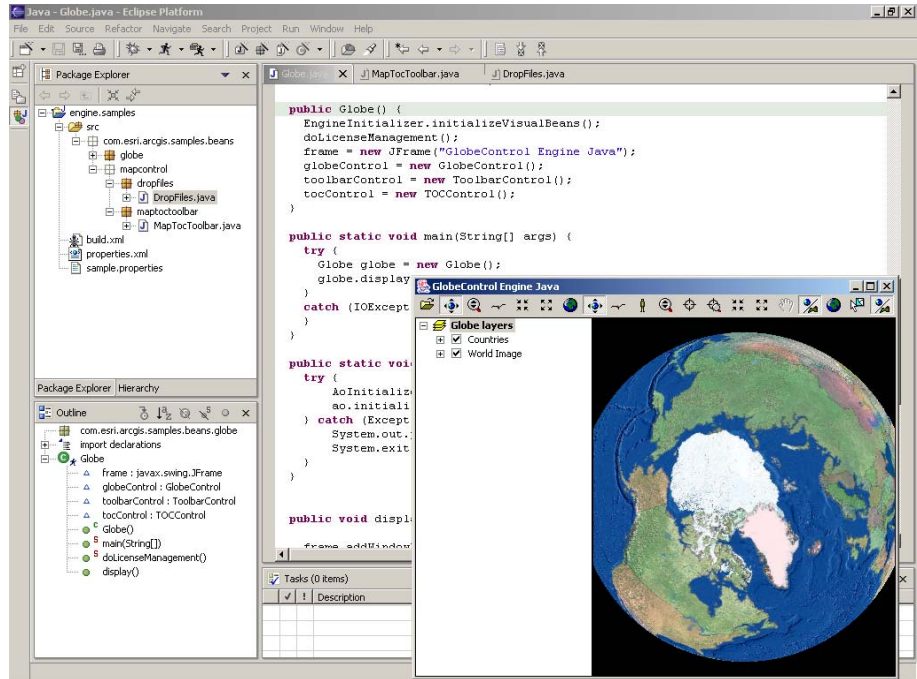 Java - Globe.java - Eclipse Platform
File Edit Source Refactor Navigate Search Project Run Window Help
Package Explorer
engine.samples
src
com.esri.arcgis.samples.beans
globe
mapcontrol
dropfiles
DropFiles.java
maptoctoolbar
MapTocToolbar.java
build.xml
properties.xml
sample.properties
Package Explorer Hierarchy
Outline
com.esri.arcgis.samples.beans.globe
import declarations
Globe
frame : javax.swing.JFrame
globeControl : GlobeControl
toolbarControl : ToolbarControl
tocControl : TOCControl
Globe()
main(String[])
doLicenseManagement()
display()
Globe.java MapTocToolbar.java DropFiles.java
public Globe() {
EngineInitializer.initializeVisualBeans();
doLicenseManagement();
frame = new JFrame("GlobeControl Engine Java");
globeControl = new GlobeControl();
toolbarControl = new ToolbarControl();
tocControl = new TOCControl();
}
public static void main(String[] args) {
try {
Globe globe = new Globe();
globe.display
}
catch (IOExcept
}
}
public static voi
try {
AoInitialize
ao.initiali
} catch (Except
System.out.
System.exit
}
}
public void displ
frame.addWindow
Tasks (0 items)
! Description
GlobeControl Engine Java
Globe layers
Countries
World Image